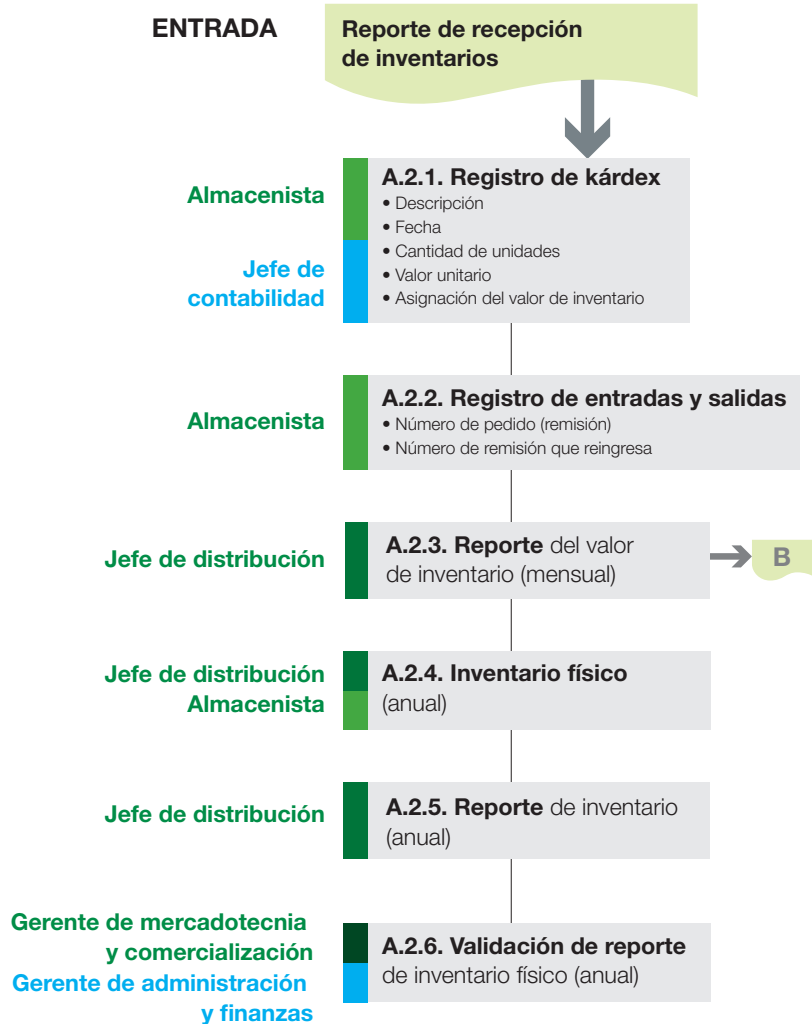 ENTRADA
Reporte de recepción
de inventarios
Almacenista
Jefe de
contabilidad
A.2.1. Registro de kárdex
• Descripción
• Fecha
• Cantidad de unidades
• Valor unitario
• Asignación del valor de inventario
Almacenista
A.2.2. Registro de entradas y salidas
• Número de pedido (remisión)
• Número de remisión que reingresa
Jefe de distribución
A.2.3. Reporte del valor
de inventario (mensual)
B
Jefe de distribución
Almacenista
A.2.4. Inventario físico
(anual)
Jefe de distribución
A.2.5. Reporte de inventario
(anual)
Gerente de mercadotecnia
y comercialización
Gerente de administración
y finanzas
A.2.6. Validación de reporte
de inventario físico (anual)